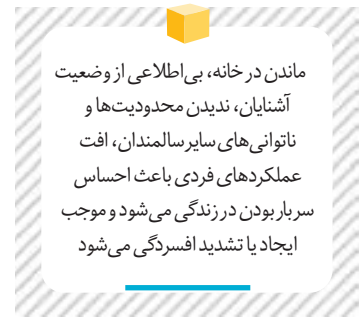 ماندن در خانه، بی‌اطلاعی از وضعیت
آشنایان، ندیدن محدودیت‌ها و
ناتوانی‌های سایر سالمندان، افت
عملکردهای فردی باعث احساس
سربار بودن در زندگی می‌شود و موجب
ایجاد یا تشدید افسردگی می‌شود